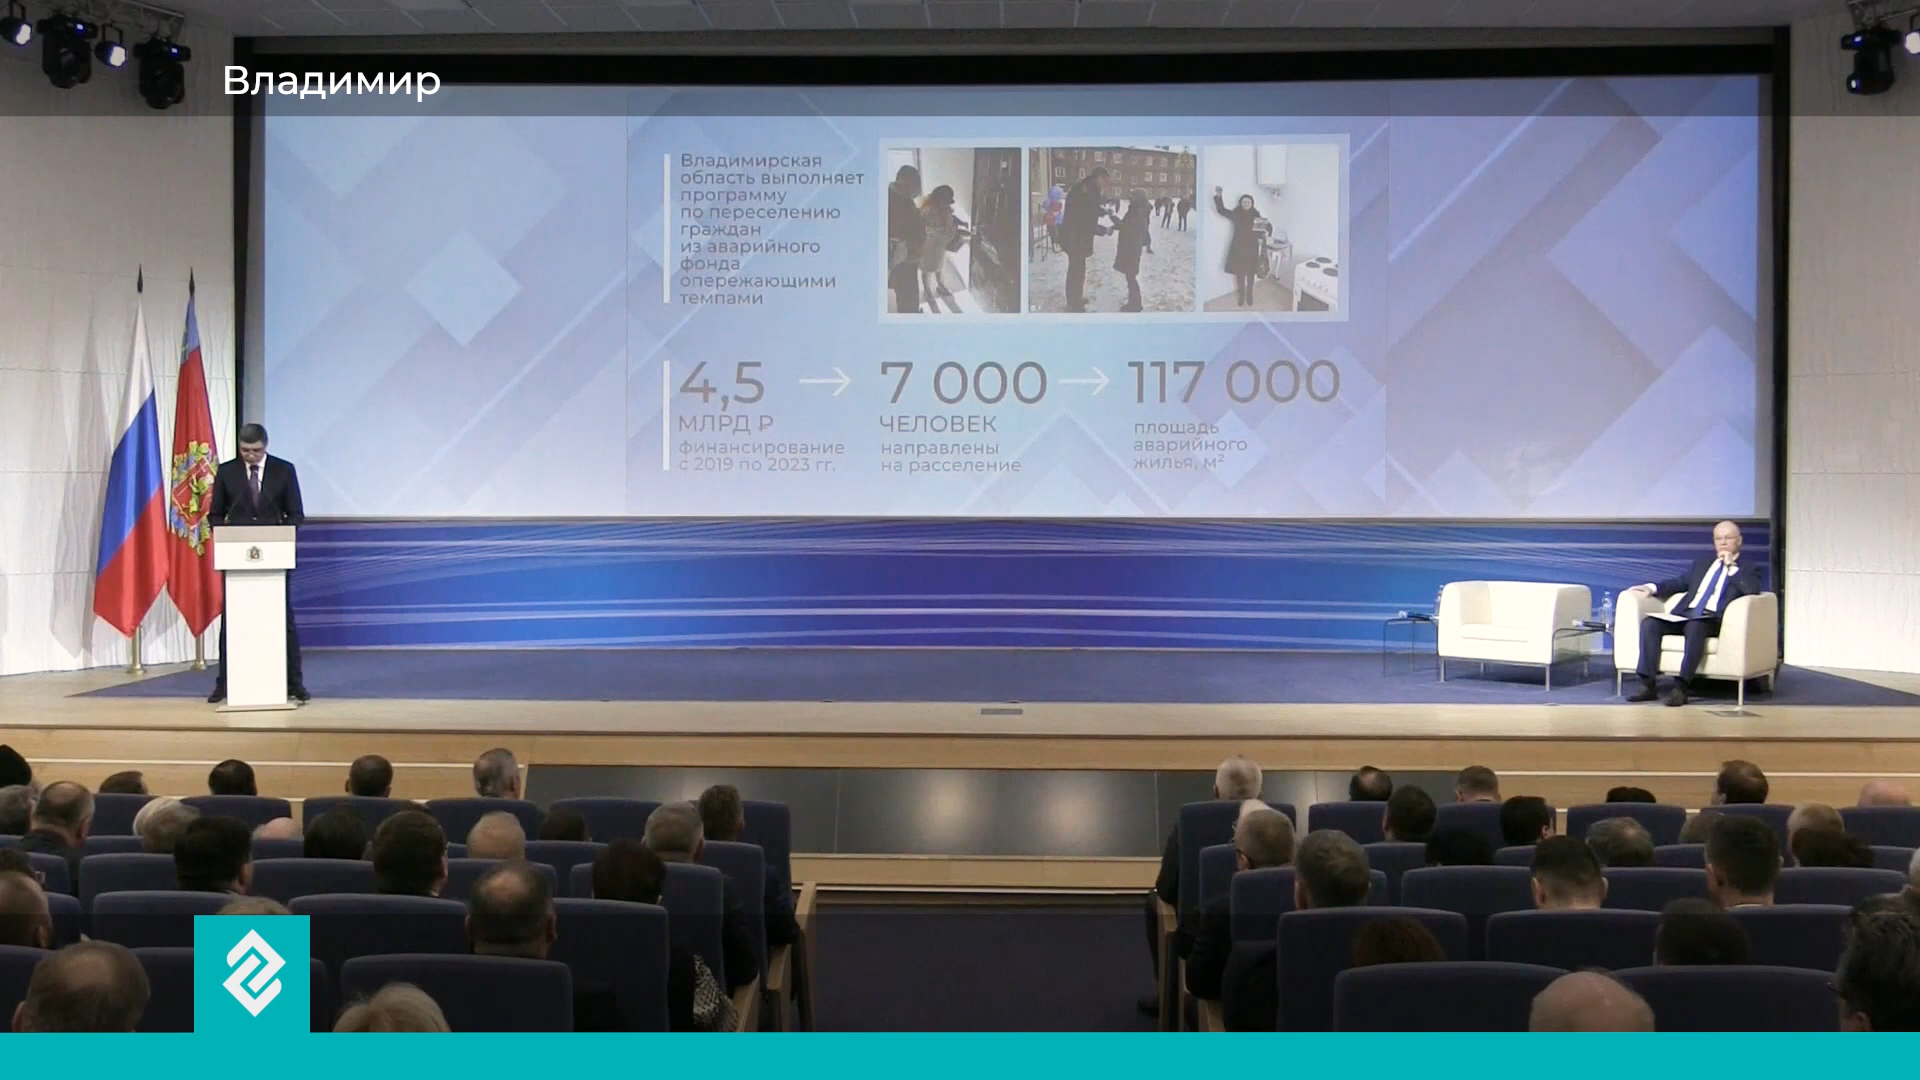 Владимир
Владимирская
область выполняет
программу
по переселению
граждан
из аварийного
фонда
опережающими
темпами
4,5 → 7 000 → 117 000
МЛРД ₽
финансирование
с 2019 по 2023 гг.
ЧЕЛОВЕК
направлены
на расселение
площадь
аварийного
жилья, м²